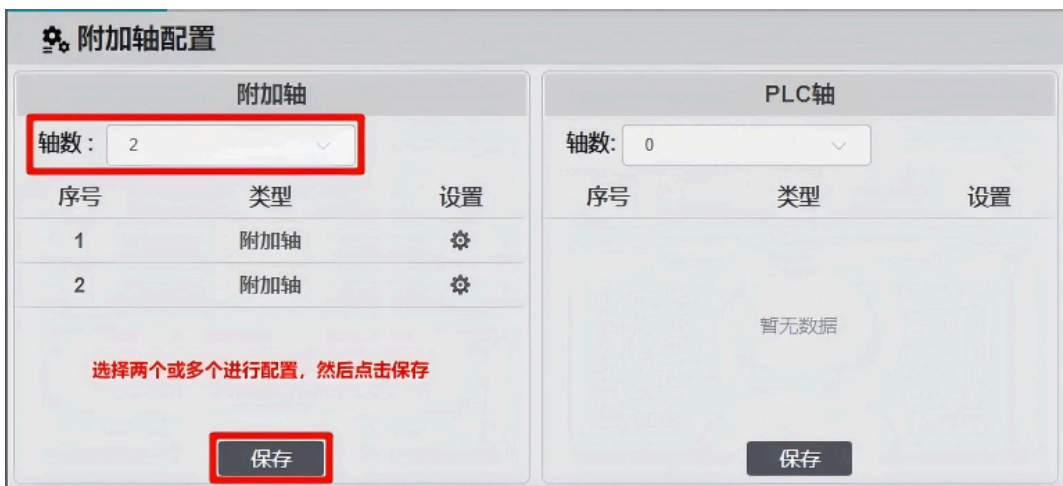 附加轴配置
附加轴
轴数： 2
序号 类型 设置
1 附加轴
2 附加轴
选择两个或多个进行配置，然后点击保存
保存
PLC轴
轴数: 0
序号 类型 设置
暂无数据
保存